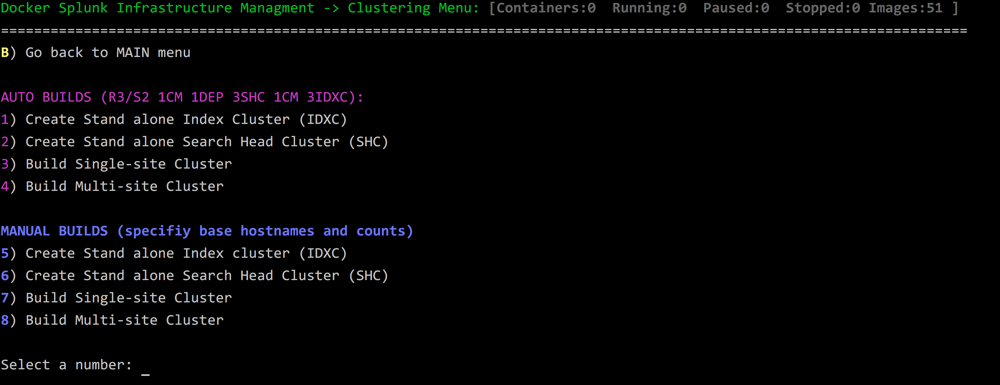 Docker Splunk Infrastructure Managment -> Clustering Menu: [Containers:0  Running:0  Paused:0  Stopped:0 Images:51 ]
=====================================================================================================================
B) Go back to MAIN menu
AUTO BUILDS (R3/S2 1CM 1DEP 3SHC 1CM 3IDXC):
1) Create Stand alone Index Cluster (IDXC)
2) Create Stand alone Search Head Cluster (SHC)
3) Build Single-site Cluster
4) Build Multi-site Cluster
MANUAL BUILDS (specifiy base hostnames and counts)
5) Create Stand alone Index cluster (IDXC)
6) Create Stand alone Search Head Cluster (SHC)
7) Build Single-site Cluster
8) Build Multi-site Cluster
Select a number: _